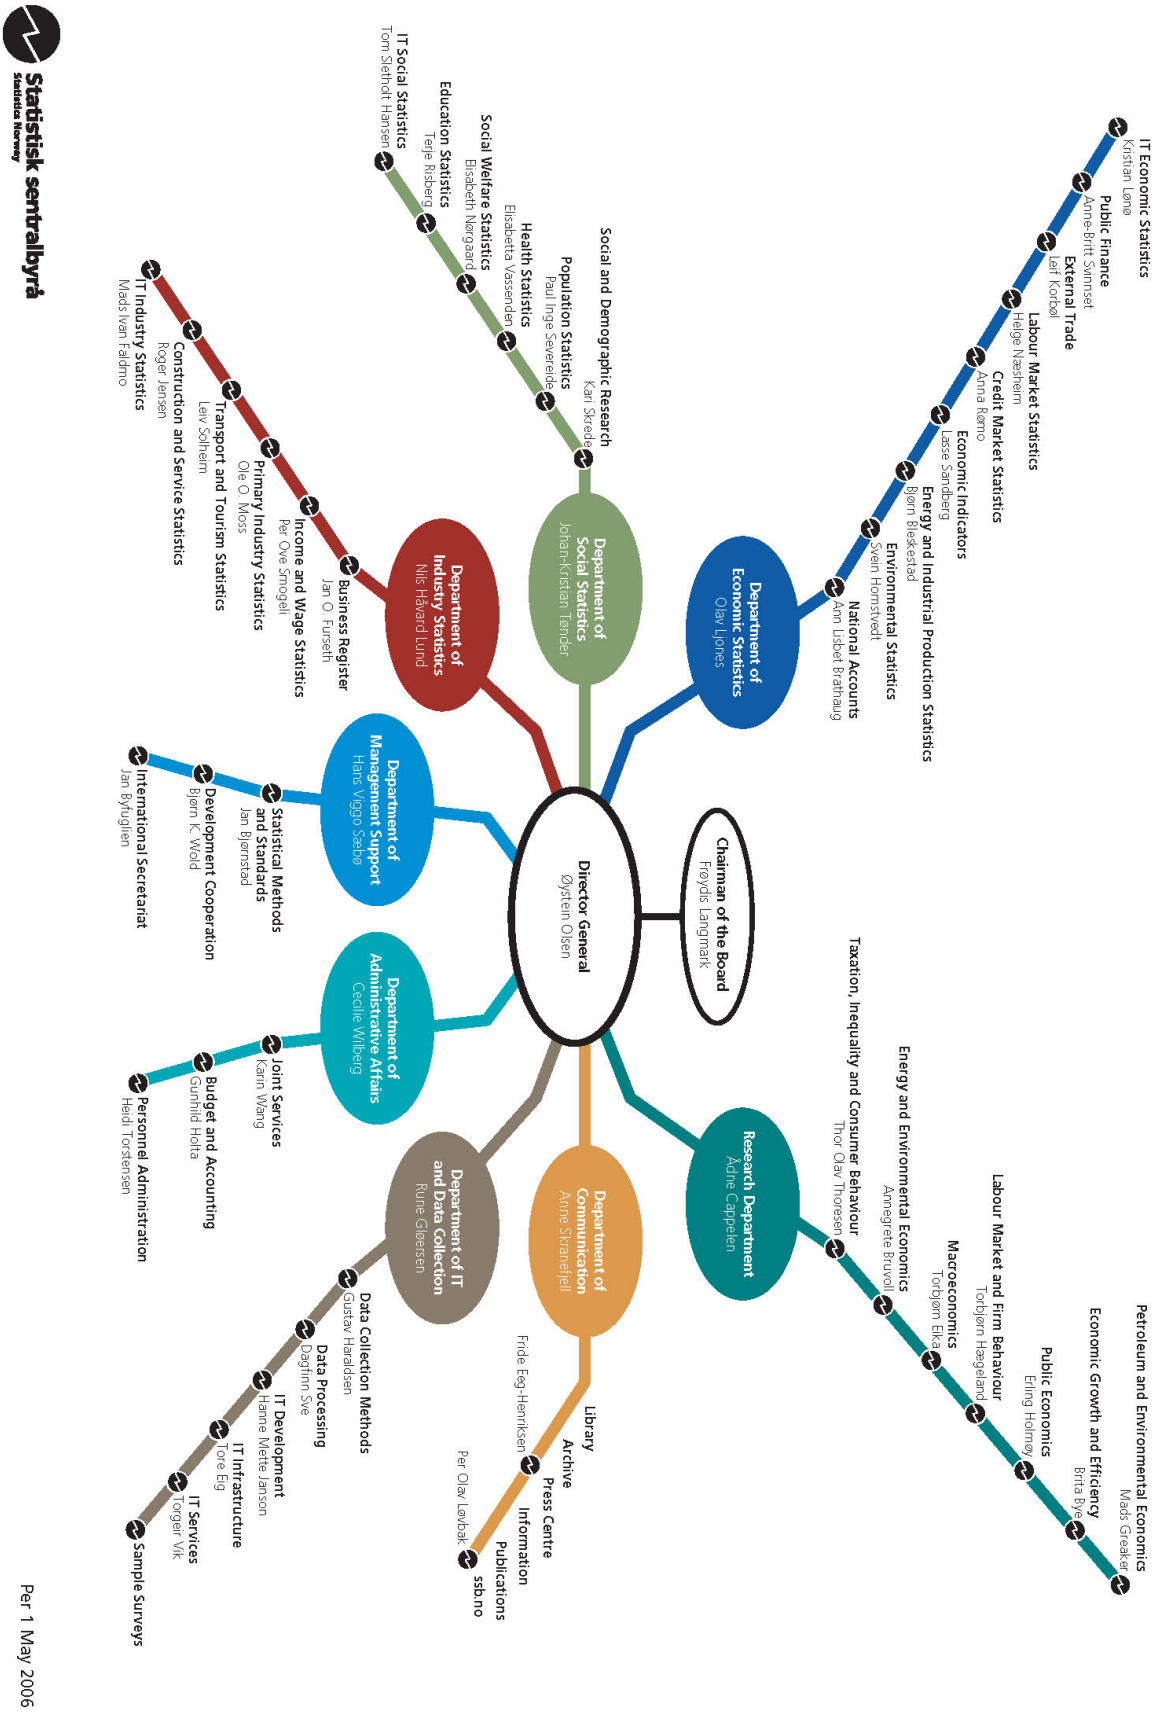 Statistisk sentralbyrå
Statistics Norway
Chairman of the Board
Frøydis Langmark
Director General
Øystein Olsen
Department of
Economic Statistics
Olav Ljones
IT Economic Statistics
Kristian Lønø
Public Finance
Anne-Britt Svinnset
External Trade
Leif Korbøl
Labour Market Statistics
Helge Næsheim
Credit Market Statistics
Anna Rømo
Economic Indicators
Lasse Sandberg
Energy and Industrial Production Statistics
Bjørn Bleskestad
Environmental Statistics
Svein Homstvedt
National Accounts
Ann Lisbet Brathaug
Department of
Social Statistics
Johan-Kristian Tønder
Social and Demographic Research
Kari Skrede
Population Statistics
Paul Inge Severeide
Health Statistics
Elisabetta Vassenden
Social Welfare Statistics
Elisabeth Nørgaard
Education Statistics
Terje Risberg
IT Social Statistics
Tom Sletholt Hansen
Department of
Industry Statistics
Nils Håvard Lund
Business Register
Jan O. Furseth
Income and Wage Statistics
Per Ove Smogeli
Primary Industry Statistics
Ole O. Moss
Transport and Tourism Statistics
Leiv Solheim
Construction and Service Statistics
Roger Jensen
IT Industry Statistics
Mads Ivan Faldmo
Department of
Management Support
Hans Viggo Sæbø
Statistical Methods
and Standards
Jan Bjørnstad
Development Cooperation
Bjørn K. Wold
International Secretariat
Jan Byfuglien
Department of
Administrative Affairs
Cecilie Wilberg
Joint Services
Karin Wang
Budget and Accounting
Gunhild Holta
Personnel Administration
Heidi Torstensen
Department of IT
and Data Collection
Rune Gløersen
Data Collection Methods
Gustav Haraldsen
Data Processing
Dagfinn Sve
IT Development
Hanne Mette Janson
IT Infrastructure
Tore Eig
IT Services
Torgeir Vik
Sample Surveys
Department of
Communication
Anne Skranefjell
Library
Archive
Fride Eeg-Henriksen
Press Centre
Information
Publications
ssb.no
Per Olav Løvbak
Research Department
Ådne Cappelen
Taxation, Inequality and Consumer Behaviour
Thor Olav Thoresen
Energy and Environmental Economics
Annegrete Bruvoll
Macroeconomics
Torbjørn Eika
Labour Market and Firm Behaviour
Torbjørn Hægeland
Public Economics
Erling Holmøy
Economic Growth and Efficiency
Brita Bye
Petroleum and Environmental Economics
Mads Greaker
Per 1 May 2006